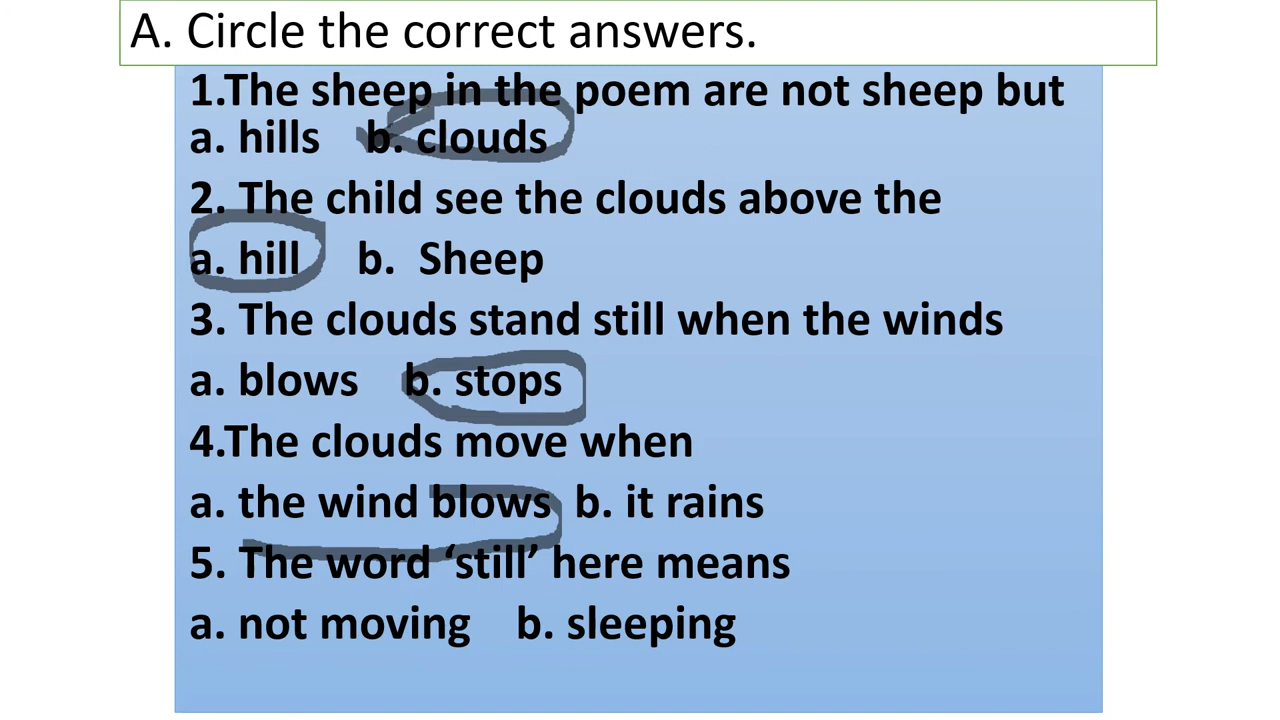 A. Circle the correct answers.
1.The sheep in the poem are not sheep but
a. hills b. clouds
2. The child see the clouds above the
a. hill b. Sheep
3. The clouds stand still when the winds
a. blows b. stops
4.The clouds move when
a. the wind blows b. it rains
5. The word ‘still’ here means
a. not moving b. sleeping